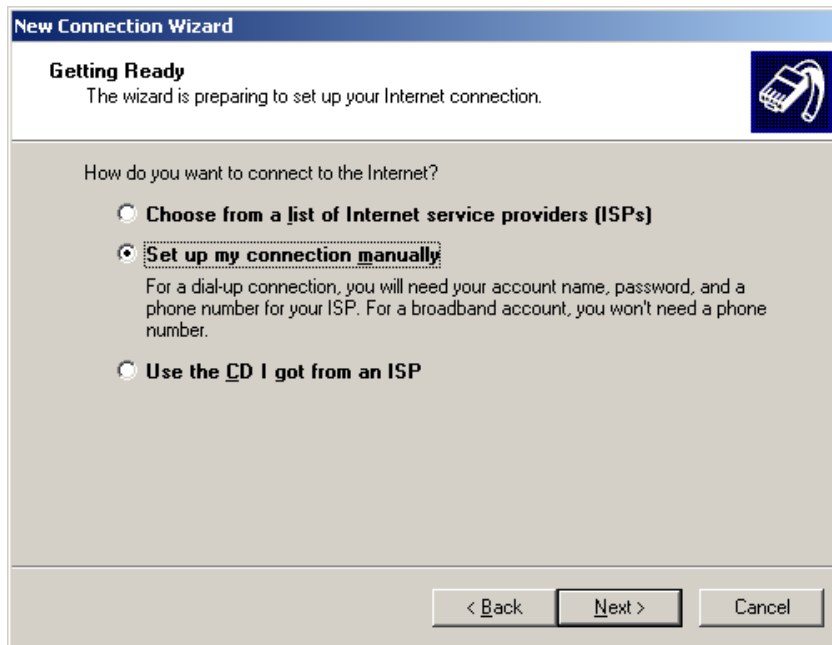 New Connection Wizard
Getting Ready
The wizard is preparing to set up your Internet connection.
How do you want to connect to the Internet?
Choose from a list of Internet service providers (ISPs)
Set up my connection manually
For a dial-up connection, you will need your account name, password, and a
phone number for your ISP. For a broadband account, you won't need a phone
number.
Use the CD I got from an ISP
< Back Next > Cancel